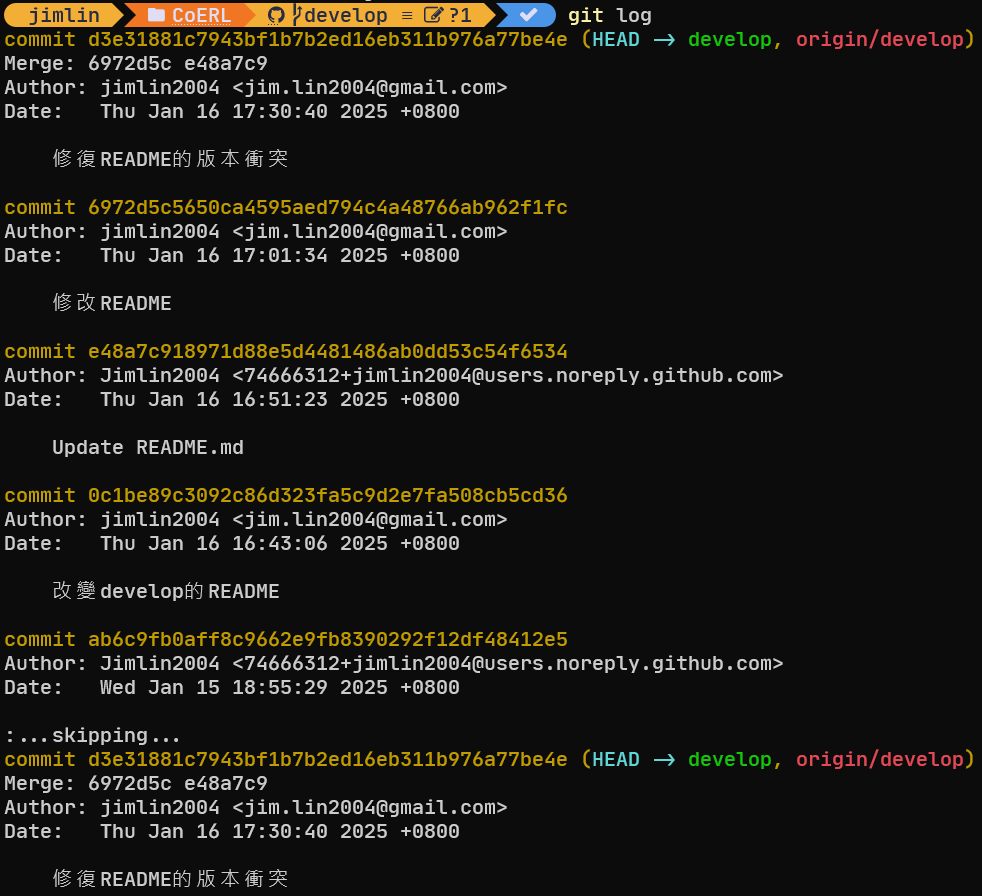 jimlin CoERL develop ≡ ?1 git log
commit d3e31881c7943bf1b7b2ed16eb311b976a77be4e (HEAD -> develop, origin/develop)
Merge: 6972d5c e48a7c9
Author: jimlin2004 <jim.lin2004@gmail.com>
Date:   Thu Jan 16 17:30:40 2025 +0800
修復README的版本衝突
commit 6972d5c5650ca4595aed794c4a48766ab962f1fc
Author: jimlin2004 <jim.lin2004@gmail.com>
Date:   Thu Jan 16 17:01:34 2025 +0800
修改README
commit e48a7c918971d88e5d4481486ab0dd53c54f6534
Author: Jimlin2004 <74666312+jimlin2004@users.noreply.github.com>
Date:   Thu Jan 16 16:51:23 2025 +0800
Update README.md
commit 0c1be89c3092c86d323fa5c9d2e7fa508cb5cd36
Author: jimlin2004 <jim.lin2004@gmail.com>
Date:   Thu Jan 16 16:43:06 2025 +0800
改變develop的README
commit ab6c9fb0aff8c9662e9fb8390292f12df48412e5
Author: Jimlin2004 <74666312+jimlin2004@users.noreply.github.com>
Date:   Wed Jan 15 18:55:29 2025 +0800
:...skipping...
commit d3e31881c7943bf1b7b2ed16eb311b976a77be4e (HEAD -> develop, origin/develop)
Merge: 6972d5c e48a7c9
Author: jimlin2004 <jim.lin2004@gmail.com>
Date:   Thu Jan 16 17:30:40 2025 +0800
修復README的版本衝突